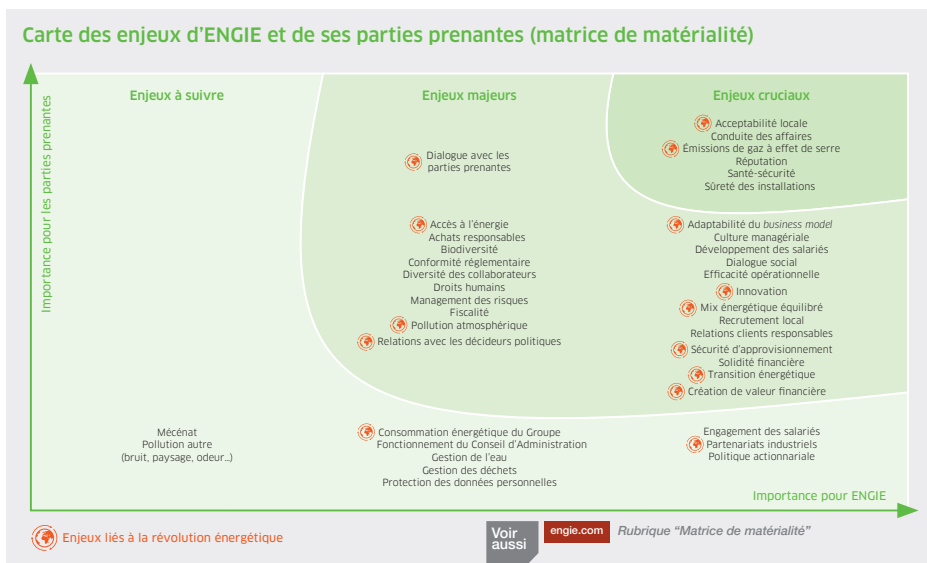 Carte des enjeux d'ENGIE et de ses parties prenantes (matrice de matérialité)
Importance pour les parties prenantes
Enjeux à suivre
Enjeux majeurs
Enjeux cruciaux
Acceptabilité locale
Conduite des affaires
Émissions de gaz à effet de serre
Réputation
Santé-sécurité
Sûreté des installations
Dialogue avec les
parties prenantes
Accès à l'énergie
Achats responsables
Biodiversité
Conformité réglementaire
Diversité des collaborateurs
Droits humains
Management des risques
Fiscalité
Pollution atmosphérique
Relations avec les décideurs politiques
Adaptabilité du business model
Culture managériale
Développement des salariés
Dialogue social
Efficacité opérationnelle
Innovation
Mix énergétique équilibré
Recrutement local
Relations clients responsables
Sécurité d'approvisionnement
Solidité financière
Transition énergétique
Création de valeur financière
Mécénat
Pollution autre
(bruit, paysage, odeur…)
Consommation énergétique du Groupe
Fonctionnement du Conseil d'Administration
Gestion de l'eau
Gestion des déchets
Protection des données personnelles
Engagement des salariés
Partenariats industriels
Politique actionnariale
Importance pour ENGIE
Enjeux liés à la révolution énergétique
Voir
aussi
engie.com
Rubrique "Matrice de matérialité"